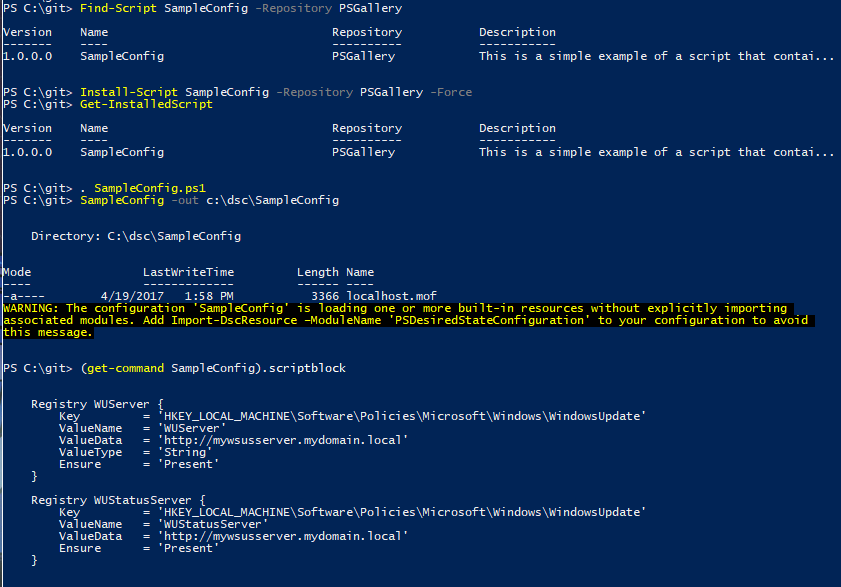 PS C:\git> Find-Script SampleConfig -Repository PSGallery
Version    Name                                Repository           Description
-------    ----                                ----------           -----------
1.0.0.0    SampleConfig                        PSGallery            This is a simple example of a script that contai...
PS C:\git> Install-Script SampleConfig -Repository PSGallery -Force
PS C:\git> Get-InstalledScript
Version    Name                                Repository           Description
-------    ----                                ----------           -----------
1.0.0.0    SampleConfig                        PSGallery            This is a simple example of a script that contai...
PS C:\git> . SampleConfig.ps1
PS C:\git> SampleConfig -out c:\dsc\SampleConfig
    Directory: C:\dsc\SampleConfig
Mode                LastWriteTime         Length Name
----                -------------         ------ ----
-a----        4/19/2017   1:58 PM           3366 localhost.mof
WARNING: The configuration 'SampleConfig' is loading one or more built-in resources without explicitly importing
associated modules. Add Import-DscResource -ModuleName 'PSDesiredStateConfiguration' to your configuration to avoid
this message.
PS C:\git> (get-command SampleConfig).scriptblock
    Registry WUServer {
        Key         = 'HKEY_LOCAL_MACHINE\Software\Policies\Microsoft\Windows\WindowsUpdate'
        ValueName   = 'WUServer'
        ValueData   = 'http://mywsusserver.mydomain.local'
        ValueType   = 'String'
        Ensure      = 'Present'
    }
    Registry WUStatusServer {
        Key         = 'HKEY_LOCAL_MACHINE\Software\Policies\Microsoft\Windows\WindowsUpdate'
        ValueName   = 'WUStatusServer'
        ValueData   = 'http://mywsusserver.mydomain.local'
        Ensure      = 'Present'
    }